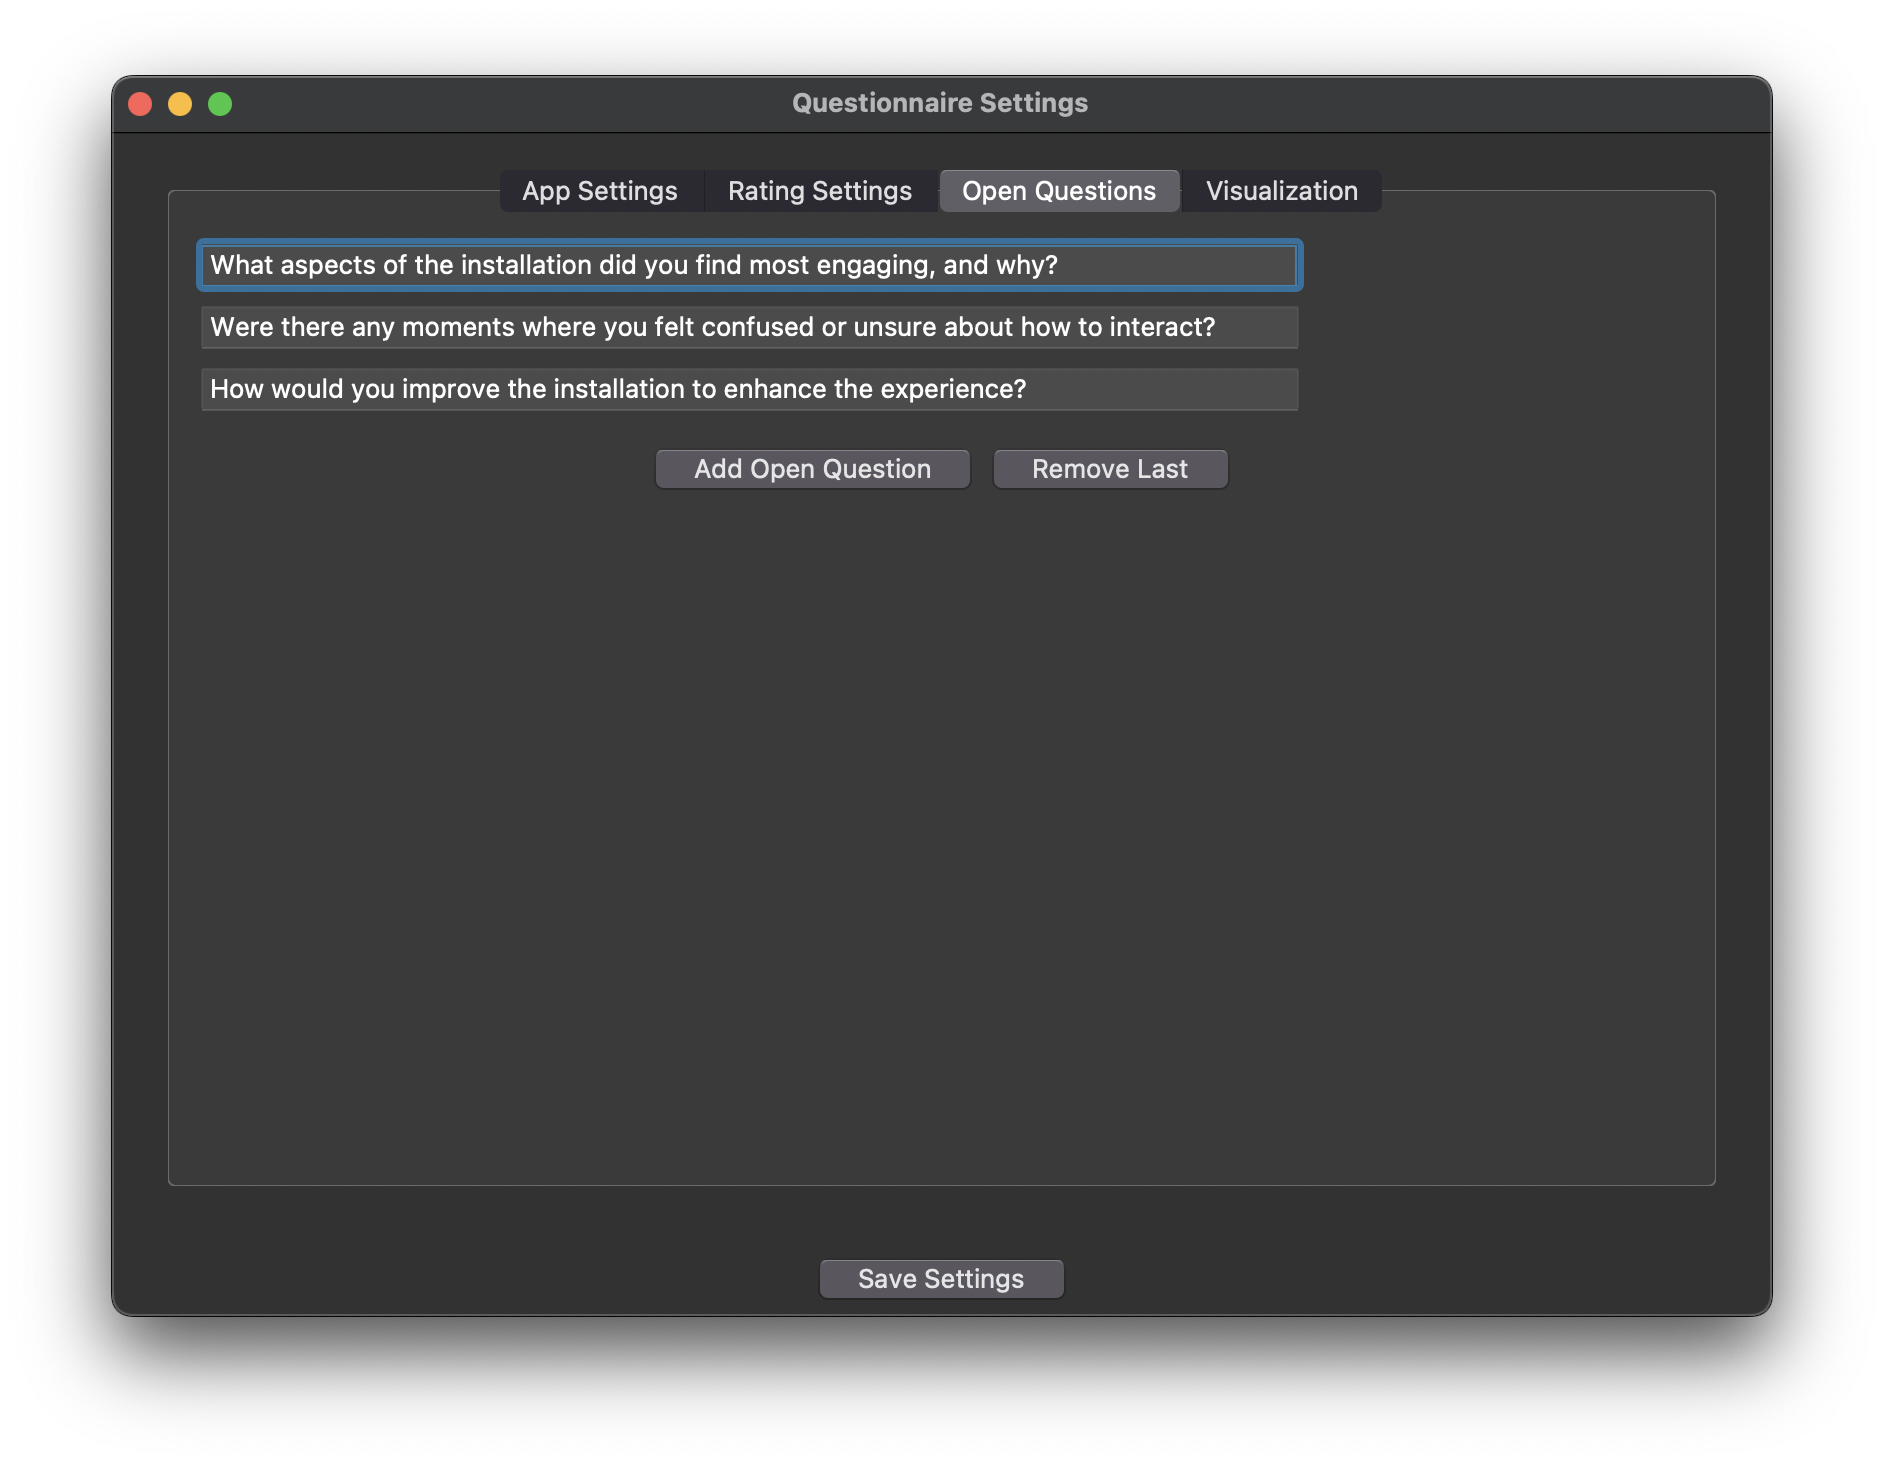 Questionnaire Settings
App Settings
Rating Settings
Open Questions
Visualization
What aspects of the installation did you find most engaging, and why?
Were there any moments where you felt confused or unsure about how to interact?
How would you improve the installation to enhance the experience?
Add Open Question
Remove Last
Save Settings